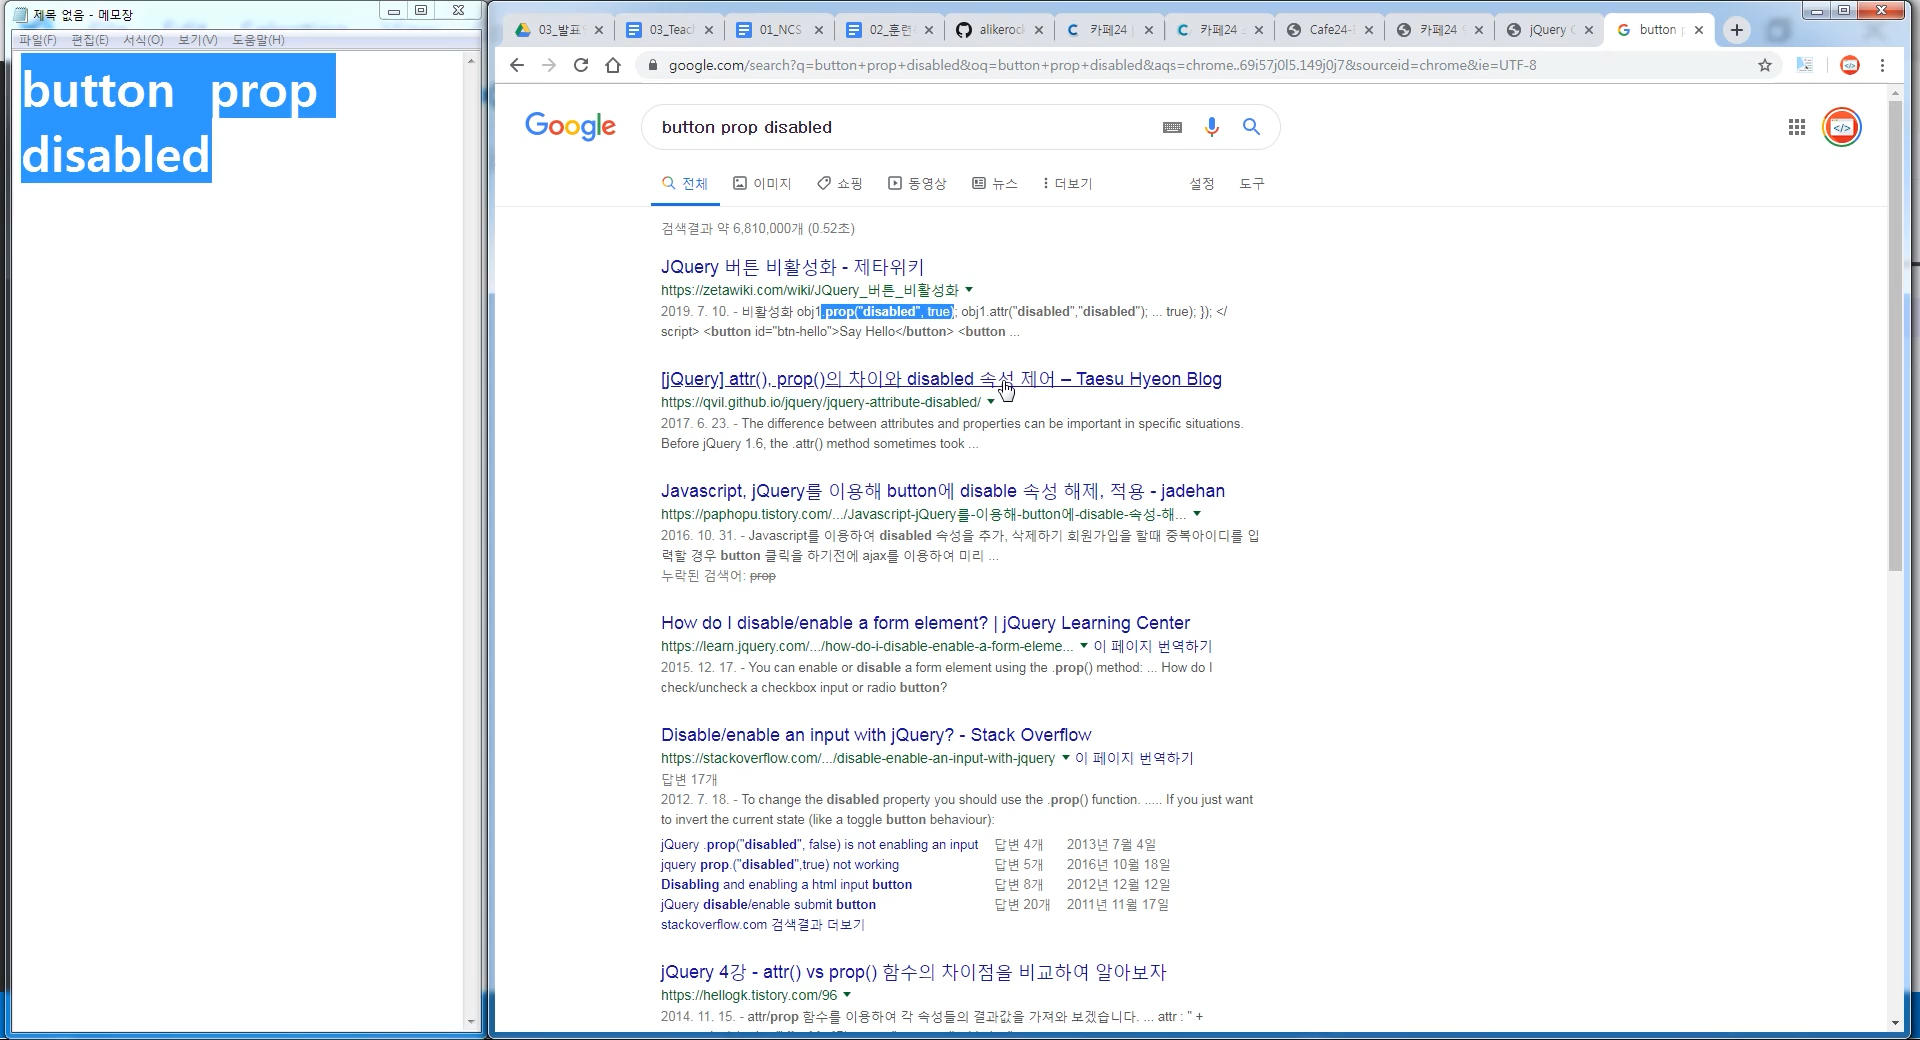 제목 없음 - 메모장
파일(F) 편집(E) 서식(O) 보기(V) 도움말(H)
button prop
disabled
03_발표 03_Teac 01_NCS 02_훈련 alikeroc 카페24 카페24 Cafe24- 카페24 jQuery button p
google.com/search?q=button+prop+disabled&oq=button+prop+disabled&aqs=chrome..69i57j0l5.149j0j7&sourceid=chrome&ie=UTF-8
Google
button prop disabled
전체 이미지 쇼핑 동영상 뉴스 더보기 설정 도구
검색결과 약 6,810,000개 (0.52초)
JQuery 버튼 비활성화 - 제타위키
https://zetawiki.com/wiki/JQuery_버튼_비활성화
2019. 7. 10. - 비활성화 obj1.prop("disabled", true); obj1.attr("disabled","disabled"); ... true); }); </
script> <button id="btn-hello">Say Hello</button> <button ...
[jQuery] attr(), prop()의 차이와 disabled 속성 제어 – Taesu Hyeon Blog
https://qvil.github.io/jquery/jquery-attribute-disabled/
2017. 6. 23. - The difference between attributes and properties can be important in specific situations.
Before jQuery 1.6, the .attr() method sometimes took ...
Javascript, jQuery를 이용해 button에 disable 속성 해제, 적용 - jadehan
https://paphopu.tistory.com/.../Javascript-jQuery를-이용해-button에-disable-속성-해...
2016. 10. 31. - Javascript를 이용하여 disabled 속성을 추가, 삭제하기 회원가입을 할때 중복아이디를 입
력할 경우 button 클릭을 하기전에 ajax를 이용하여 미리 ...
누락된 검색어: prop
How do I disable/enable a form element? | jQuery Learning Center
https://learn.jquery.com/.../how-do-i-disable-enable-a-form-eleme... 이 페이지 번역하기
2015. 12. 17. - You can enable or disable a form element using the .prop() method: ... How do I
check/uncheck a checkbox input or radio button?
Disable/enable an input with jQuery? - Stack Overflow
https://stackoverflow.com/.../disable-enable-an-input-with-jquery 이 페이지 번역하기
답변 17개
2012. 7. 18. - To change the disabled property you should use the .prop() function. ..... If you just want
to invert the current state (like a toggle button behaviour):
jQuery .prop("disabled", false) is not enabling an input 답변 4개 2013년 7월 4일
jquery prop.("disabled",true) not working 답변 5개 2016년 10월 18일
Disabling and enabling a html input button 답변 8개 2012년 12월 12일
jQuery disable/enable submit button 답변 20개 2011년 11월 17일
stackoverflow.com 검색결과 더보기
jQuery 4강 - attr() vs prop() 함수의 차이점을 비교하여 알아보자
https://hellogk.tistory.com/96
2014. 11. 15. - attr/prop 함수를 이용하여 각 속성들의 결과값을 가져와 보겠습니다. ... attr : " +